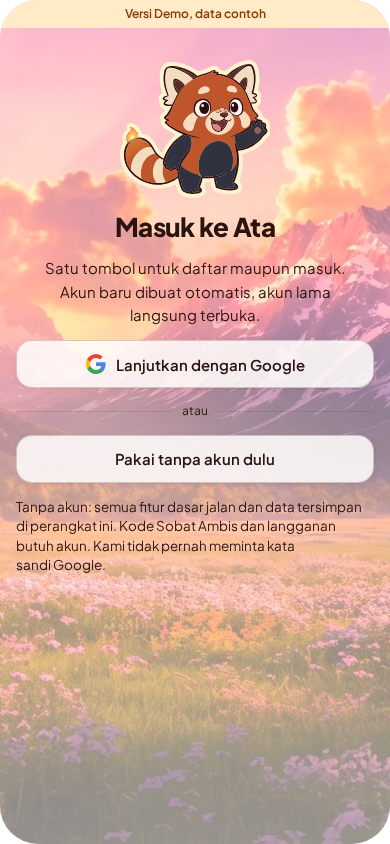 Versi Demo, data contoh
Masuk ke Ata
Satu tombol untuk daftar maupun masuk.
Akun baru dibuat otomatis, akun lama
langsung terbuka.
Lanjutkan dengan Google
atau
Pakai tanpa akun dulu
Tanpa akun: semua fitur dasar jalan dan data tersimpan
di perangkat ini. Kode Sobat Ambis dan langganan
butuh akun. Kami tidak pernah meminta kata
sandi Google.